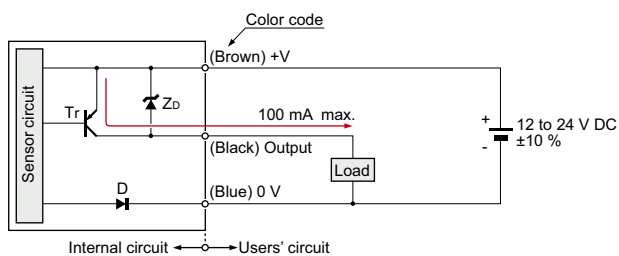 Color code
(Brown) +V
Sensor circuit
Tr
ZD
100 mA max.
+
-
12 to 24 V DC
±10 %
(Black) Output
Load
D
(Blue) 0 V
Internal circuit
Users' circuit